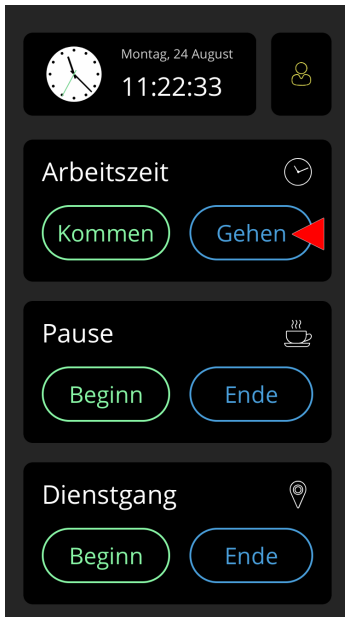 Montag, 24 August
11:22:33
Arbeitszeit
Kommen Gehen
Pause
Beginn Ende
Dienstgang
Beginn Ende